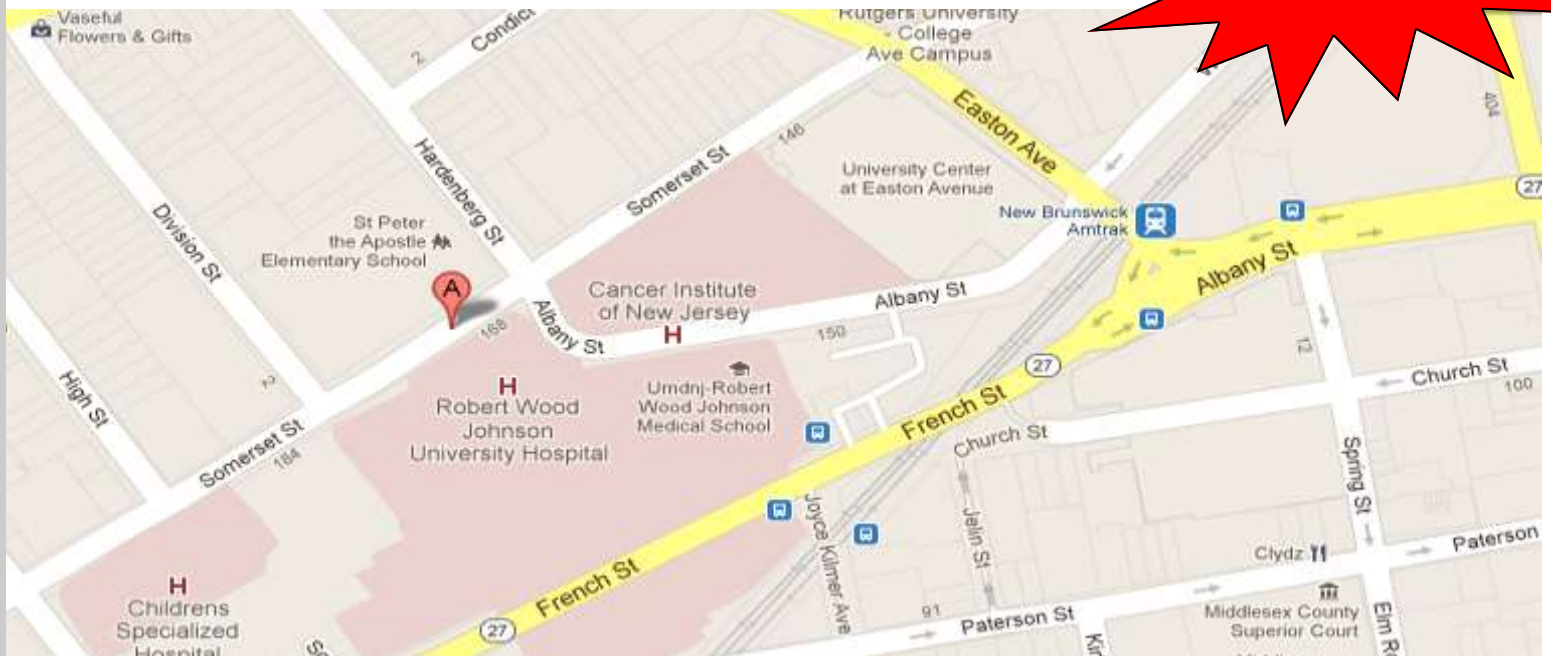 Vaseful
Flowers & Gifts
2
Rutgers University
- College
Ave Campus
Easton Ave
404
146
Hardenberg St
Somerset St
University Center
at Easton Avenue
27
New Brunswick
Amtrak
Division St
St Peter
the Apostle
Elementary School
Albany St
A
Cancer Institute
of New Jersey
H
Albany St
168
Albany St
150
12
27
High St
2
H
Robert Wood
Johnson
University Hospital
Umdnj-Robert
Wood Johnson
Medical School
French St
Church St
100
Church St
Somerset St
184
Spring St
Joyce Kilmer Ave
Jelin St
Clydz
Paterson
H
Childrens
Specialized
Hospital
French St
27
91
Paterson St
Middlesex County
Superior Court